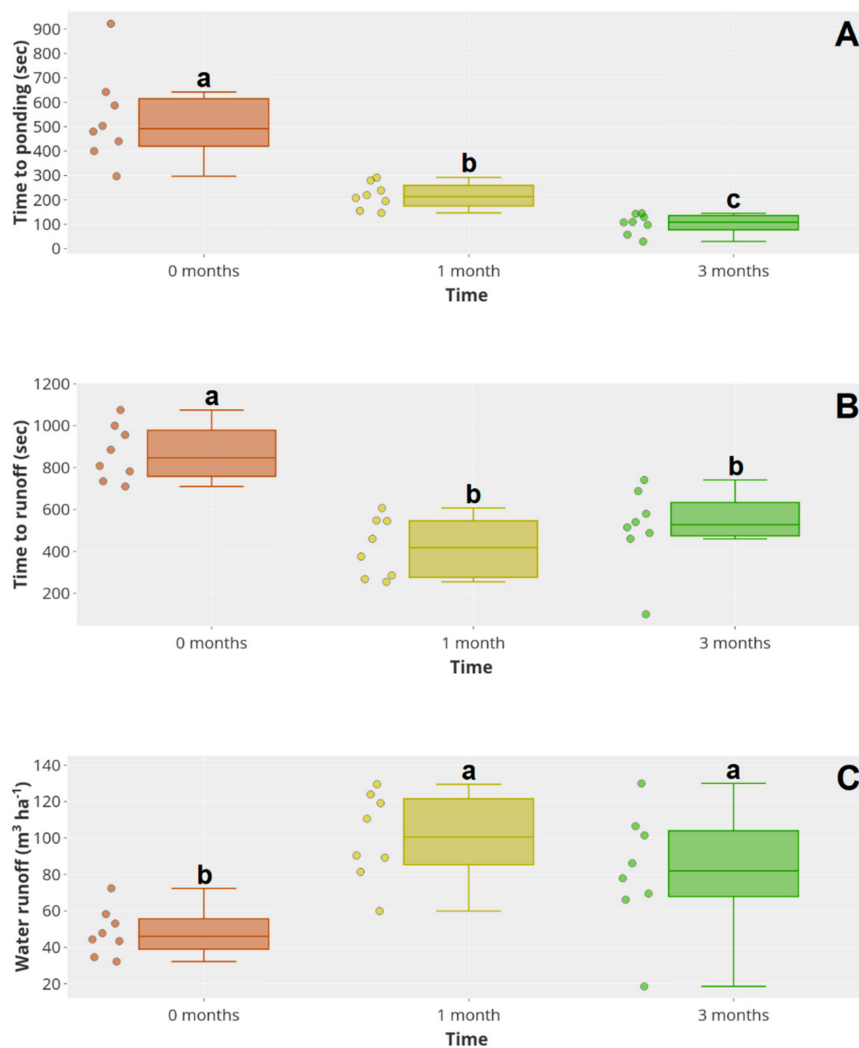 A
Time to ponding (sec)
900
800
700
600
500
400
300
200
100
0
a
b
c
0 months
1 month
3 months
Time
B
Time to runoff (sec)
1200
1000
800
600
400
200
a
b
b
0 months
1 month
3 months
Time
C
Water runoff (m³ ha⁻¹)
140
120
100
80
60
40
20
b
a
a
0 months
1 month
3 months
Time